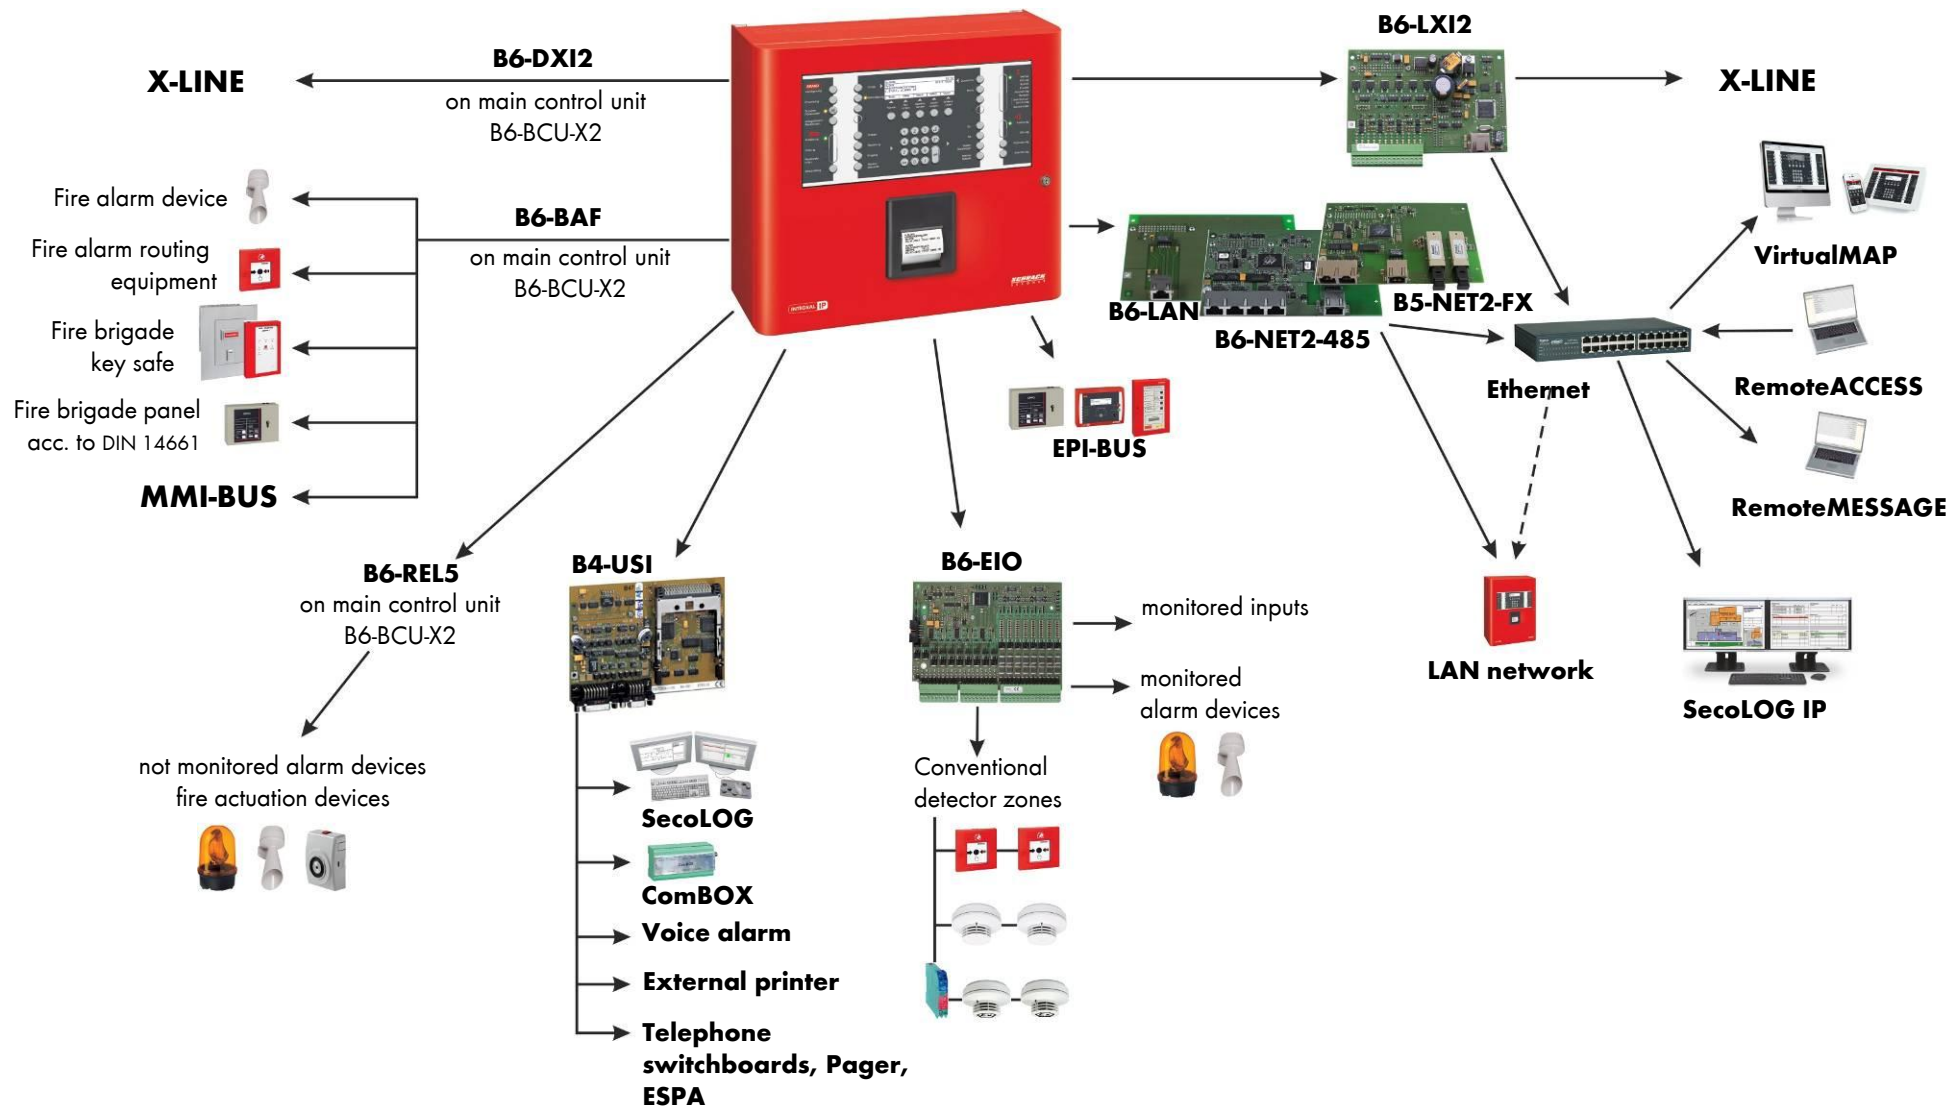 B6-LXI2
B6-DXI2
X-LINE
on main control unit
B6-BCU-X2
X-LINE
Fire alarm device
B6-BAF
on main control unit
B6-BCU-X2
Fire alarm routing
equipment
Fire brigade
key safe
Fire brigade panel
acc. to DIN 14661
MMI-BUS
INTEGRAL IP
SCHRACK
SECONET
B6-LAN
B6-NET2-485
B5-NET2-FX
VirtualMAP
Ethernet
RemoteACCESS
RemoteMESSAGE
EPI-BUS
B6-REL5
on main control unit
B6-BCU-X2
B4-USI
B6-EIO
monitored inputs
monitored
alarm devices
LAN network
SecoLOG IP
not monitored alarm devices
fire actuation devices
SecoLOG
ComBOX
Voice alarm
External printer
Telephone
switchboards, Pager,
ESPA
Conventional
detector zones